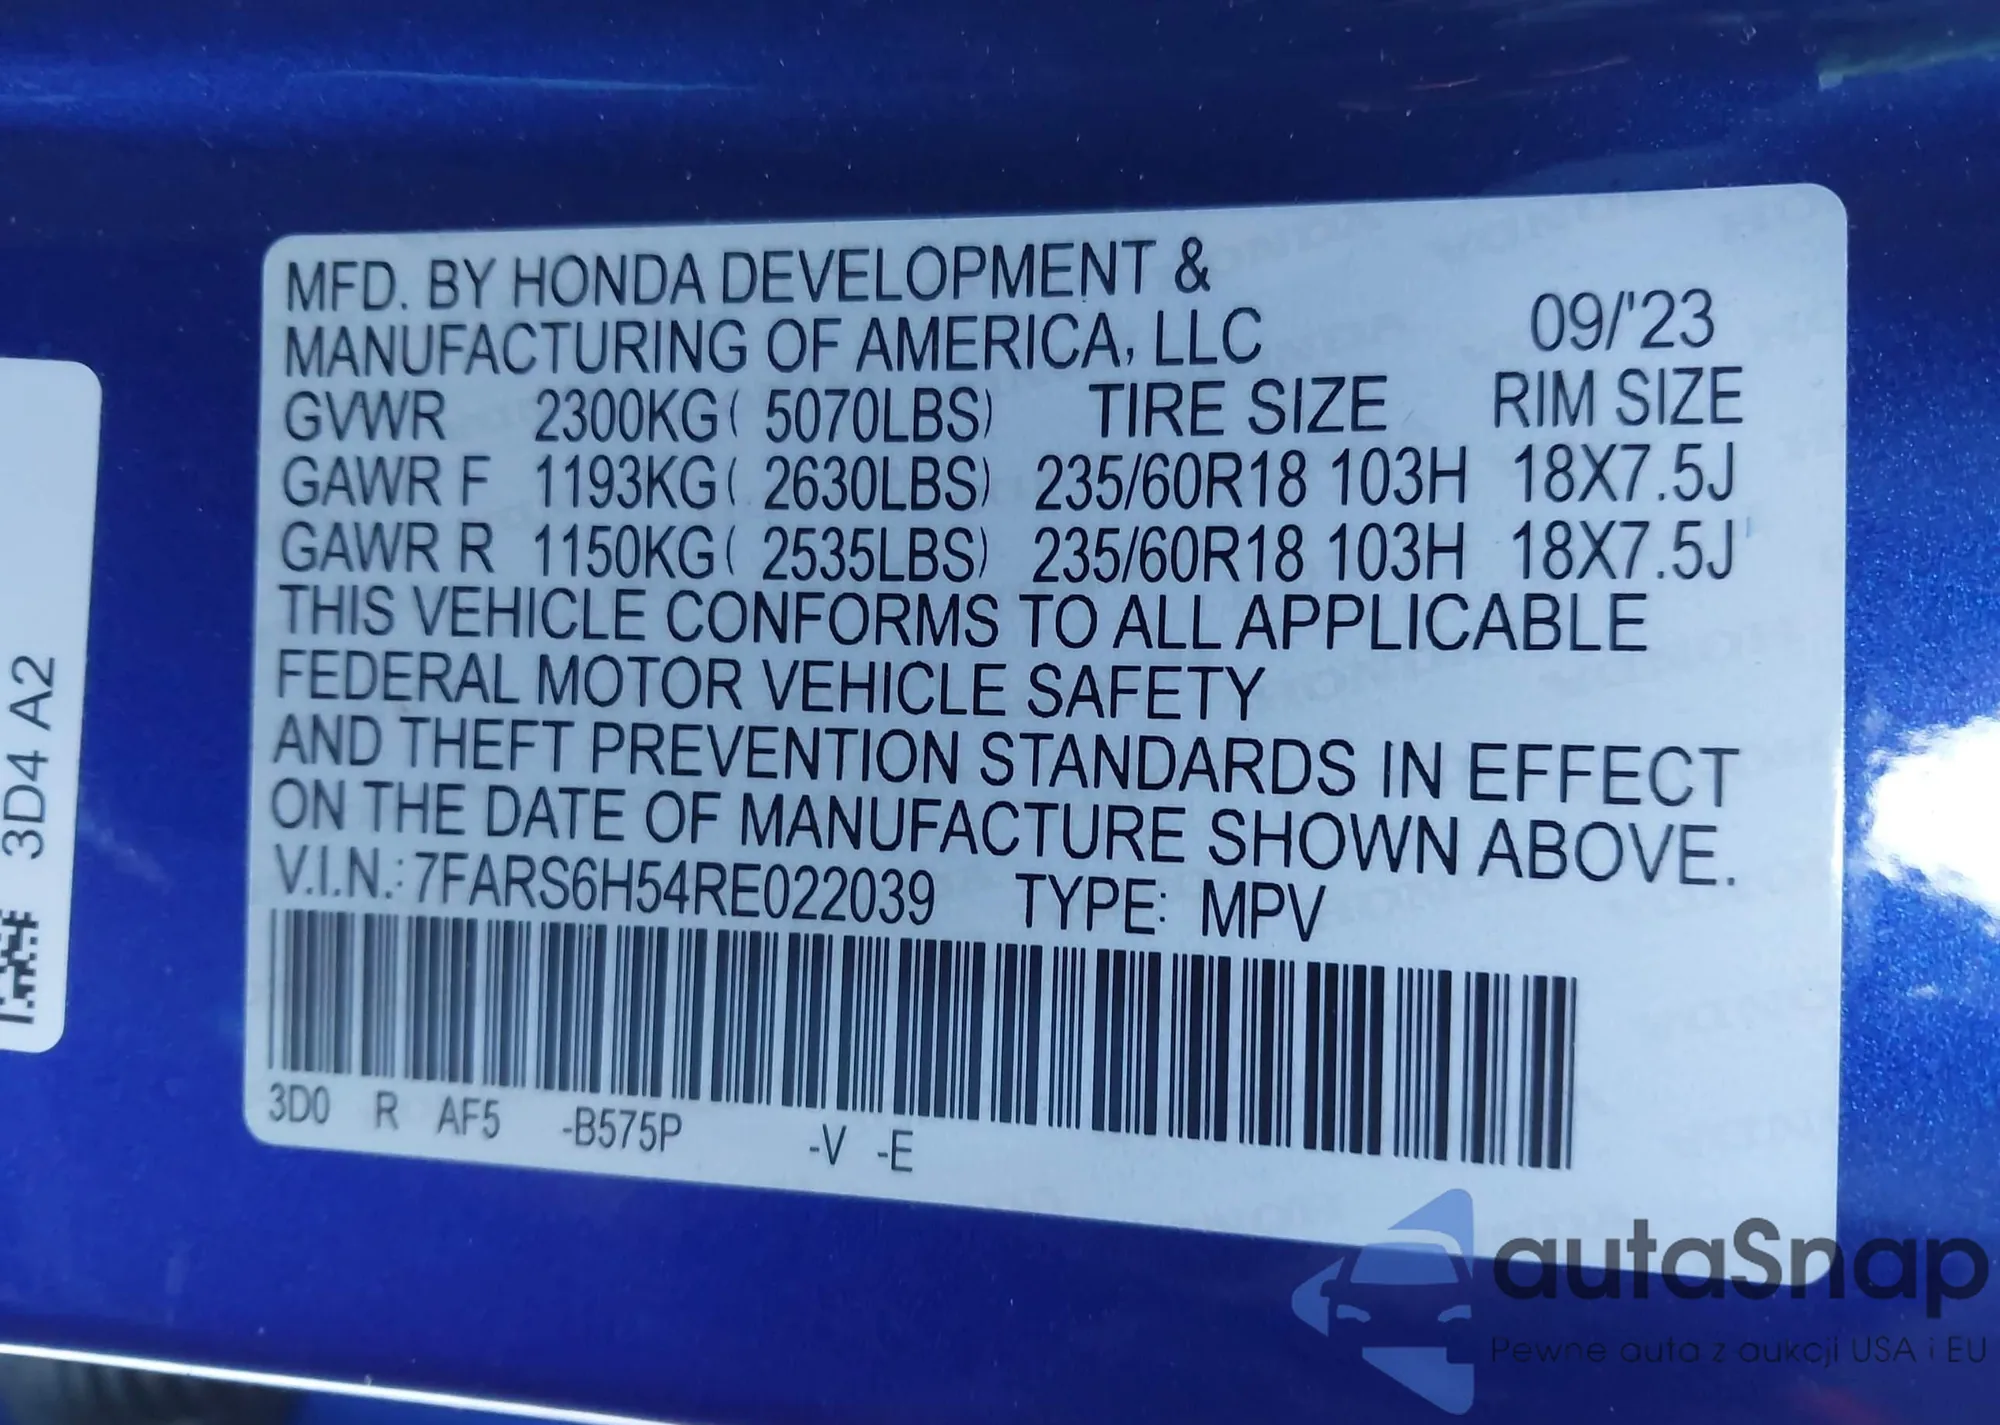 MFD. BY HONDA DEVELOPMENT &
MANUFACTURING OF AMERICA, LLC 09/'23
GVWR 2300KG( 5070LBS) TIRE SIZE RIM SIZE
GAWR F 1193KG( 2630LBS) 235/60R18 103H 18X7.5J
GAWR R 1150KG( 2535LBS) 235/60R18 103H 18X7.5J
THIS VEHICLE CONFORMS TO ALL APPLICABLE
FEDERAL MOTOR VEHICLE SAFETY
AND THEFT PREVENTION STANDARDS IN EFFECT
ON THE DATE OF MANUFACTURE SHOWN ABOVE.
V.I.N.: 7FARS6H54RE022039 TYPE: MPV
3D0 R AF5 -B575P -V -E
3D4 A2
autaSnap
Pewne auta z aukcji USA i EU